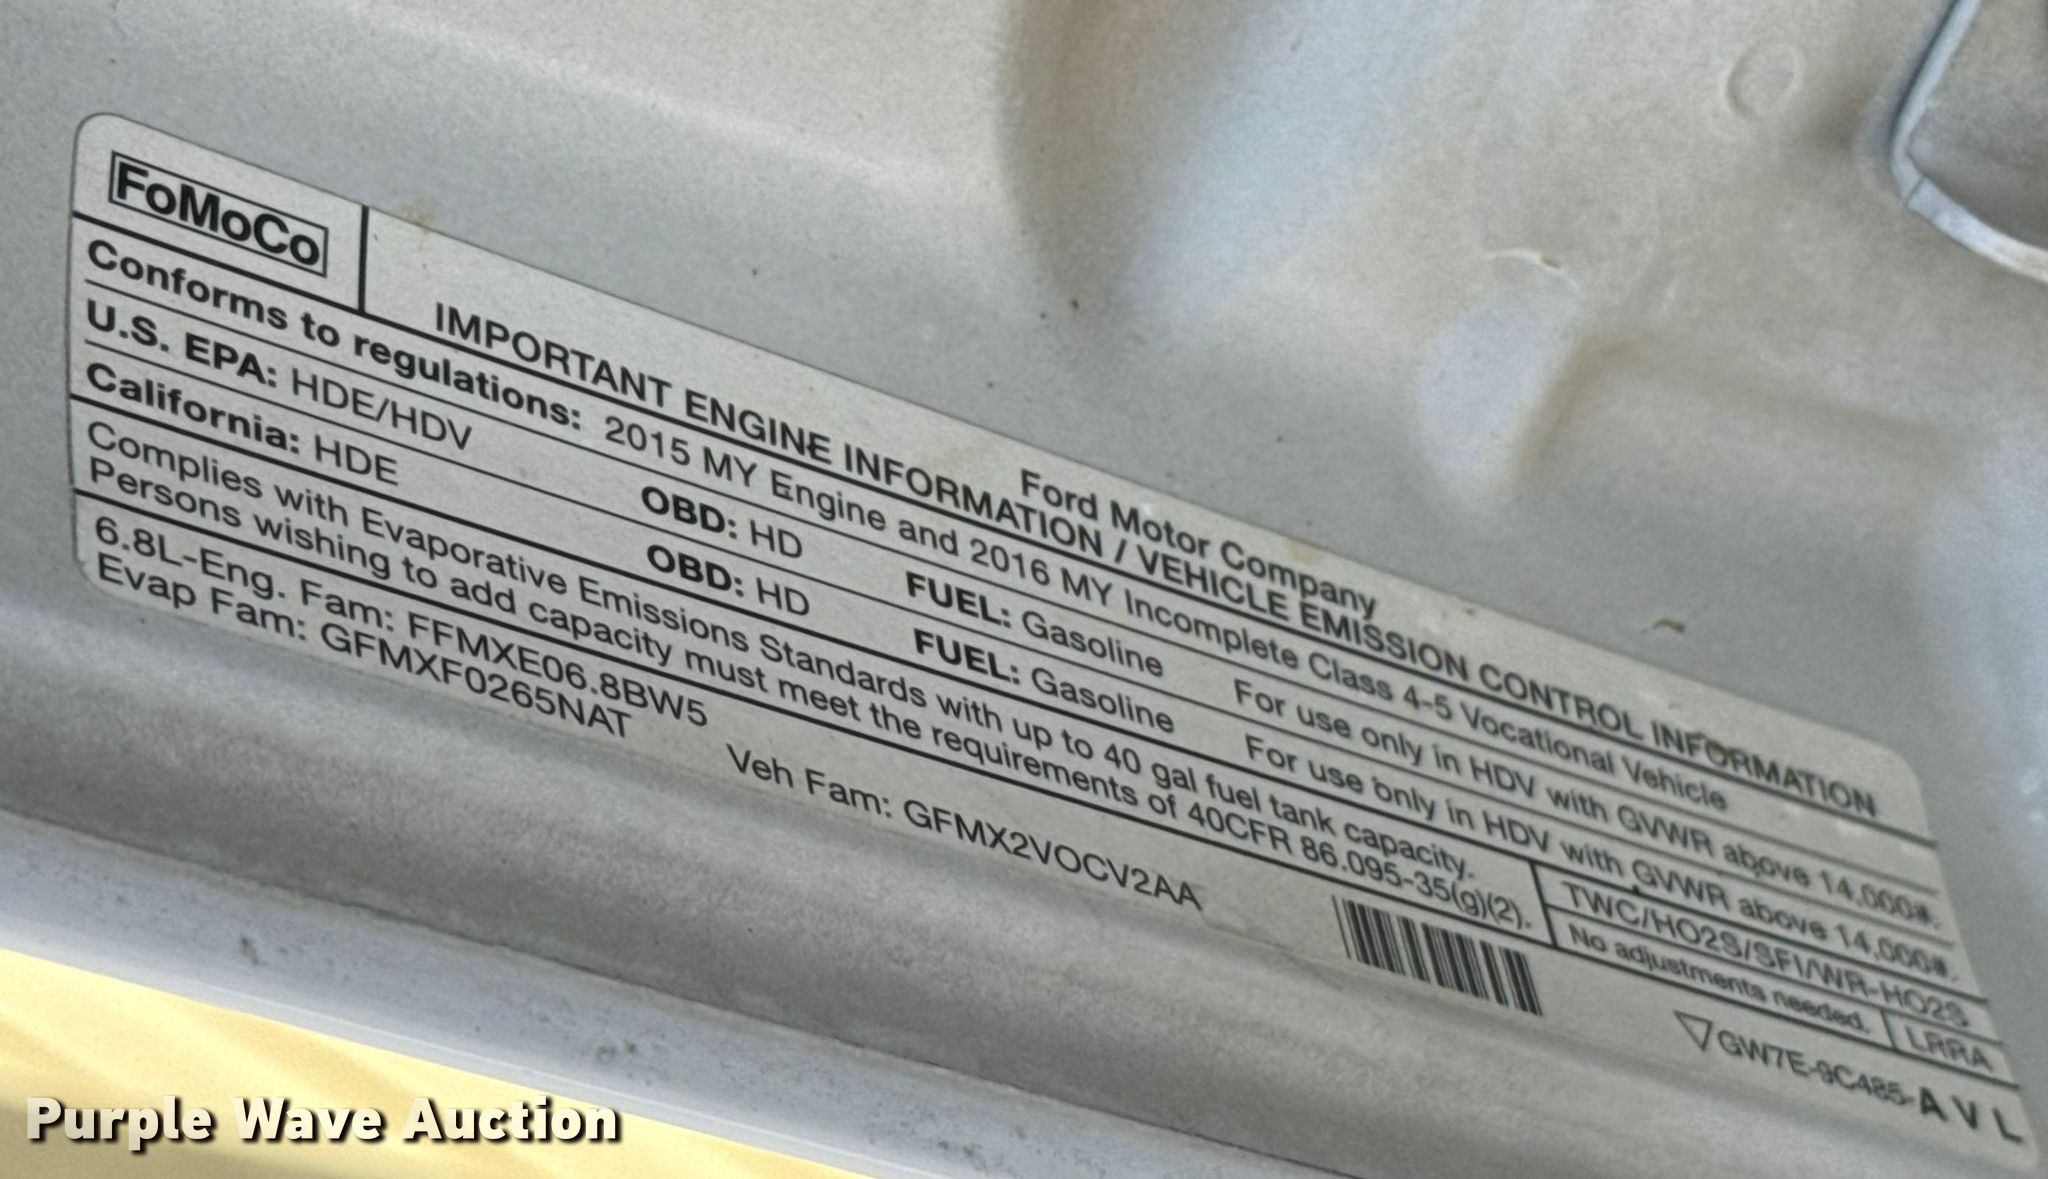 FoMoCo
Ford Motor Company
IMPORTANT ENGINE INFORMATION / VEHICLE EMISSION CONTROL INFORMATION
Conforms to regulations: 2015 MY Engine and 2016 MY Incomplete Class 4-5 Vocational Vehicle
U.S. EPA: HDE/HDV OBD: HD FUEL: Gasoline For use only in HDV with GVWR above 14,000#.
California: HDE OBD: HD FUEL: Gasoline For use only in HDV with GVWR above 14,000#.
Complies with Evaporative Emissions Standards with up to 40 gal fuel tank capacity.
Persons wishing to add capacity must meet the requirements of 40CFR 86.095-35(g)(2).
TWC/HO2S/SFI/WR-HO2S
No adjustments needed. LRRA
6.8L-Eng. Fam: FFMXE06.8BW5 Veh Fam: GFMX2VOCV2AA
Evap Fam: GFMXF0265NAT
GW7E-9C485-A V L
Purple Wave Auction